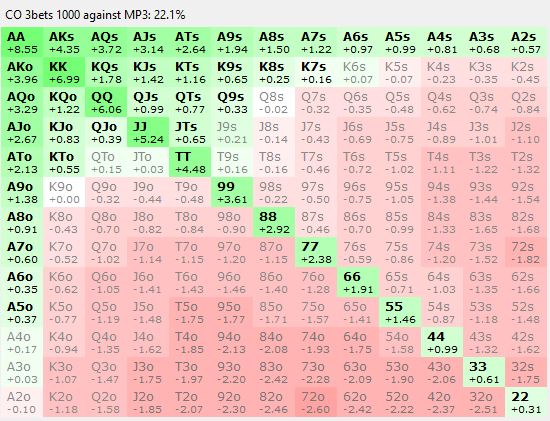 CO 3bets 1000 against MP3: 22.1%
AA AKs AQs AJs ATs A9s A8s A7s A6s A5s A4s A3s A2s
+8.55 +4.35 +3.72 +3.14 +2.64 +1.94 +1.50 +1.22 +0.97 +0.99 +0.81 +0.68 +0.57
AKo KK KQs KJs KTs K9s K8s K7s K6s K5s K4s K3s K2s
+3.96 +6.99 +1.78 +1.42 +1.16 +0.65 +0.25 +0.16 +0.07 -0.07 -0.23 -0.35 -0.45
AQo KQo QQ QJs QTs Q9s Q8s Q7s Q6s Q5s Q4s Q3s Q2s
+3.29 +1.22 +6.06 +0.99 +0.77 +0.33 -0.02 -0.32 -0.35 -0.48 -0.62 -0.74 -0.84
AJo KJo QJo JJ JTs J9s J8s J7s J6s J5s J4s J3s J2s
+2.67 +0.83 +0.39 +5.24 +0.65 +0.21 -0.14 -0.43 -0.69 -0.75 -0.89 -1.01 -1.10
ATo KTo QTo JTo TT T9s T8s T7s T6s T5s T4s T3s T2s
+2.13 +0.55 +0.15 +0.03 +4.48 +0.16 -0.16 -0.46 -0.72 -1.02 -1.11 -1.22 -1.32
A9o K9o Q9o J9o T9o 99 98s 97s 96s 95s 94s 93s 92s
+1.38 +0.00 -0.32 -0.44 -0.48 +3.61 -0.22 -0.50 -0.75 -1.05 -1.38 -1.44 -1.54
A8o K8o Q8o J8o T8o 98o 88 87s 86s 85s 84s 83s 82s
+0.91 -0.43 -0.70 -0.82 -0.84 -0.90 +2.92 -0.46 -0.70 -0.99 -1.33 -1.65 -1.68
A7o K7o Q7o J7o T7o 97o 87o 77 76s 75s 74s 73s 72s
+0.60 -0.52 -1.02 -1.14 -1.15 -1.20 -1.15 +2.38 -0.59 -0.86 -1.20 -1.52 -1.82
A6o K6o Q6o J6o T6o 96o 86o 76o 66 65s 64s 63s 62s
+0.35 -0.62 -1.05 -1.41 -1.43 -1.46 -1.40 -1.28 +1.91 -0.71 -1.03 -1.35 -1.66
A5o K5o Q5o J5o T5o 95o 85o 75o 65o 55 54s 53s 52s
+0.37 -0.77 -1.19 -1.48 -1.75 -1.77 -1.71 -1.57 -1.41 +1.46 -0.87 -1.18 -1.48
A4o K4o Q4o J4o T4o 94o 84o 74o 64o 54o 44 43s 42s
+0.17 -0.94 -1.35 -1.62 -1.85 -2.13 -2.08 -1.93 -1.75 -1.58 +0.99 -1.32 -1.62
A3o K3o Q3o J3o T3o 93o 83o 73o 63o 53o 43o 33 32s
+0.03 -1.07 -1.47 -1.75 -1.97 -2.20 -2.42 -2.28 -2.09 -1.90 -2.06 +0.61 -1.75
A2o K2o Q2o J2o T2o 92o 82o 72o 62o 52o 42o 32o 22
-0.10 -1.18 -1.58 -1.85 -2.07 -2.30 -2.46 -2.60 -2.42 -2.22 -2.37 -2.51 +0.31